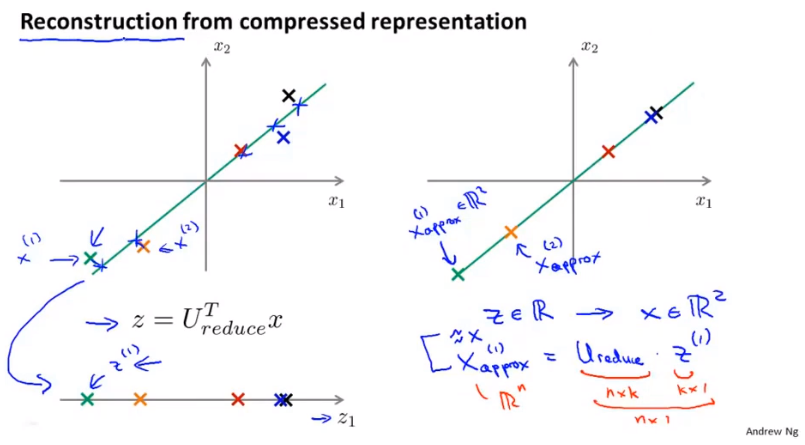 Reconstruction from compressed representation
x₂
x₁
x⁽¹⁾
x⁽²⁾
z = Uᵀreduce x
z⁽¹⁾
z₁
x₂
x₁
x⁽¹⁾approx ∈ ℝ²
x⁽²⁾approx
z ∈ ℝ → x ∈ ℝ²
≈ x
x⁽¹⁾approx = Ureduce · z⁽¹⁾
ℝⁿ
n×k
k×1
n×1
Andrew Ng